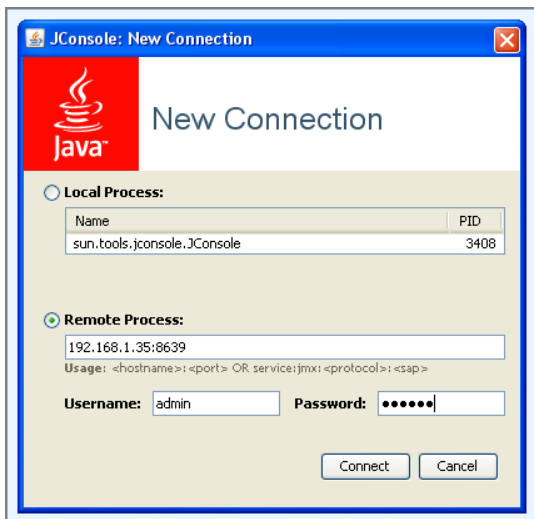 JConsole: New Connection
Java™
New Connection
Local Process:
Name PID
sun.tools.jconsole.JConsole 3408
Remote Process:
192.168.1.35:8639
Usage: <hostname>:<port> OR service:jmx:<protocol>:<sap>
Username: admin Password: ●●●●●●
Connect Cancel